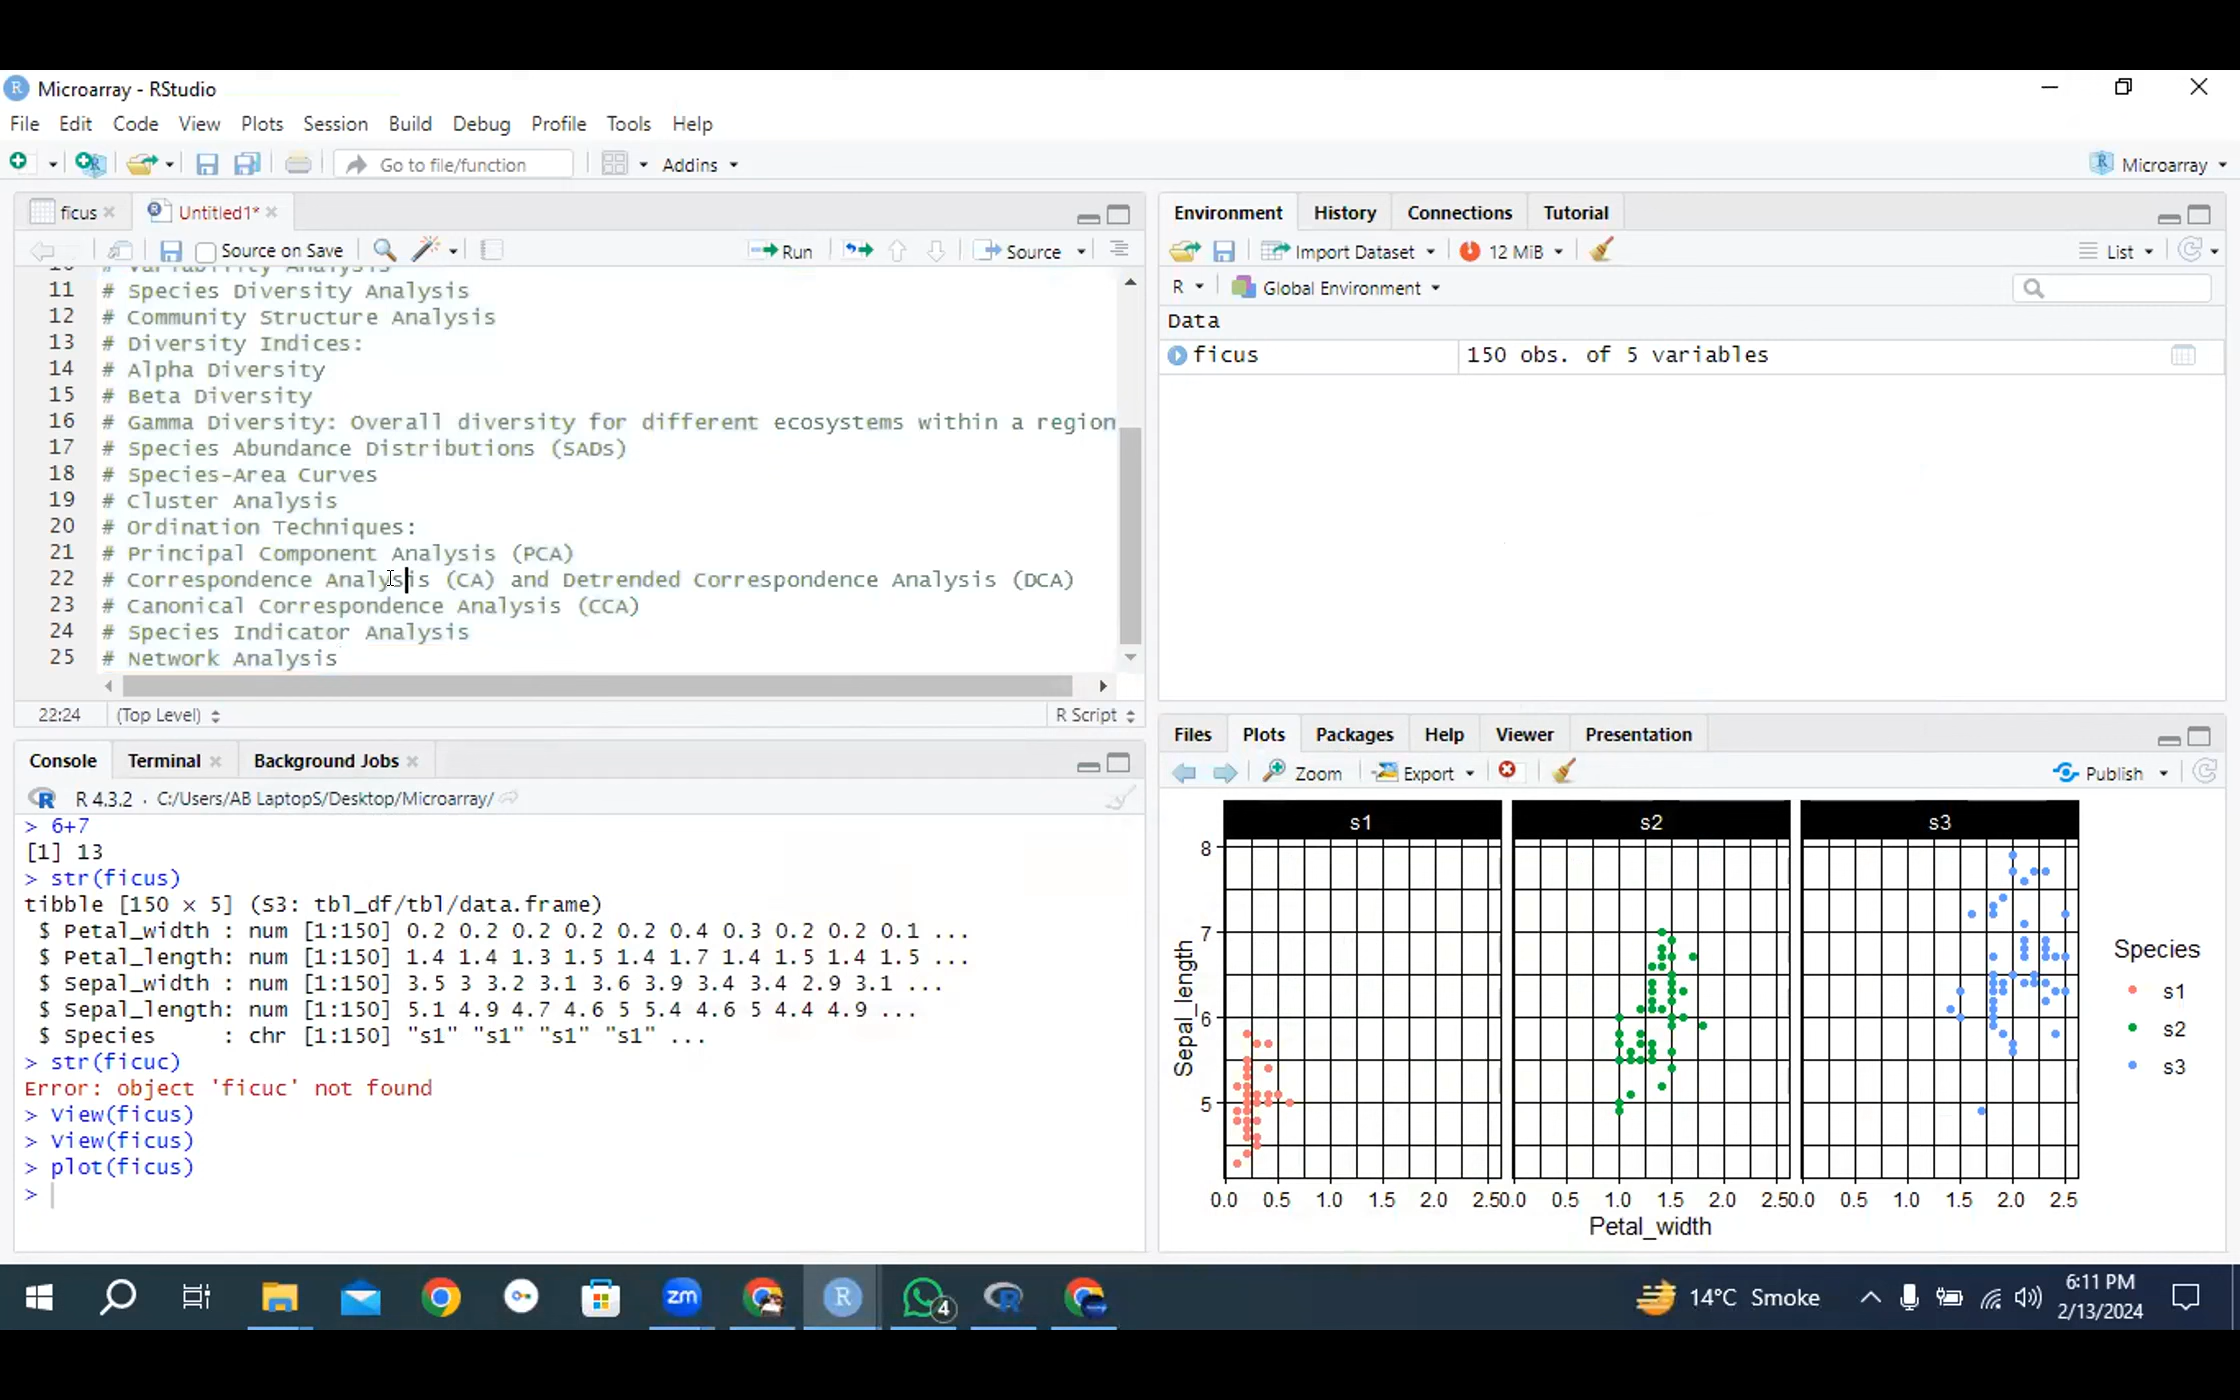 Microarray - RStudio
File Edit Code View Plots Session Build Debug Profile Tools Help
Go to file/function Addins Microarray
ficus Untitled1*
Source on Save Run Source
# Variability Analysis
11 # Species Diversity Analysis
12 # Community Structure Analysis
13 # Diversity Indices:
14 # Alpha Diversity
15 # Beta Diversity
16 # Gamma Diversity: Overall diversity for different ecosystems within a region
17 # Species Abundance Distributions (SADs)
18 # Species-Area Curves
19 # Cluster Analysis
20 # Ordination Techniques:
21 # Principal Component Analysis (PCA)
22 # Correspondence Analysis (CA) and Detrended Correspondence Analysis (DCA)
23 # Canonical Correspondence Analysis (CCA)
24 # Species Indicator Analysis
25 # Network Analysis
22:24 (Top Level) R Script
Console Terminal Background Jobs
R 4.3.2 · C:/Users/AB LaptopS/Desktop/Microarray/
> 6+7
[1] 13
> str(ficus)
tibble [150 × 5] (S3: tbl_df/tbl/data.frame)
$ Petal_width : num [1:150] 0.2 0.2 0.2 0.2 0.2 0.4 0.3 0.2 0.2 0.1 ...
$ Petal_length: num [1:150] 1.4 1.4 1.3 1.5 1.4 1.7 1.4 1.5 1.4 1.5 ...
$ Sepal_width : num [1:150] 3.5 3 3.2 3.1 3.6 3.9 3.4 3.4 2.9 3.1 ...
$ Sepal_length: num [1:150] 5.1 4.9 4.7 4.6 5 5.4 4.6 5 4.4 4.9 ...
$ Species : chr [1:150] "s1" "s1" "s1" "s1" ...
> str(ficuc)
Error: object 'ficuc' not found
> View(ficus)
> View(ficus)
> plot(ficus)
>
Environment History Connections Tutorial
Import Dataset 12 MiB List
R Global Environment
Data
ficus 150 obs. of 5 variables
Files Plots Packages Help Viewer Presentation
Zoom Export Publish
s1 s2 s3
8
7
6
5
Sepal_length
0.0 0.5 1.0 1.5 2.0 2.5 0.0 0.5 1.0 1.5 2.0 2.5 0.0 0.5 1.0 1.5 2.0 2.5
Petal_width
Species
s1
s2
s3
zm 4
14°C Smoke
6:11 PM
2/13/2024